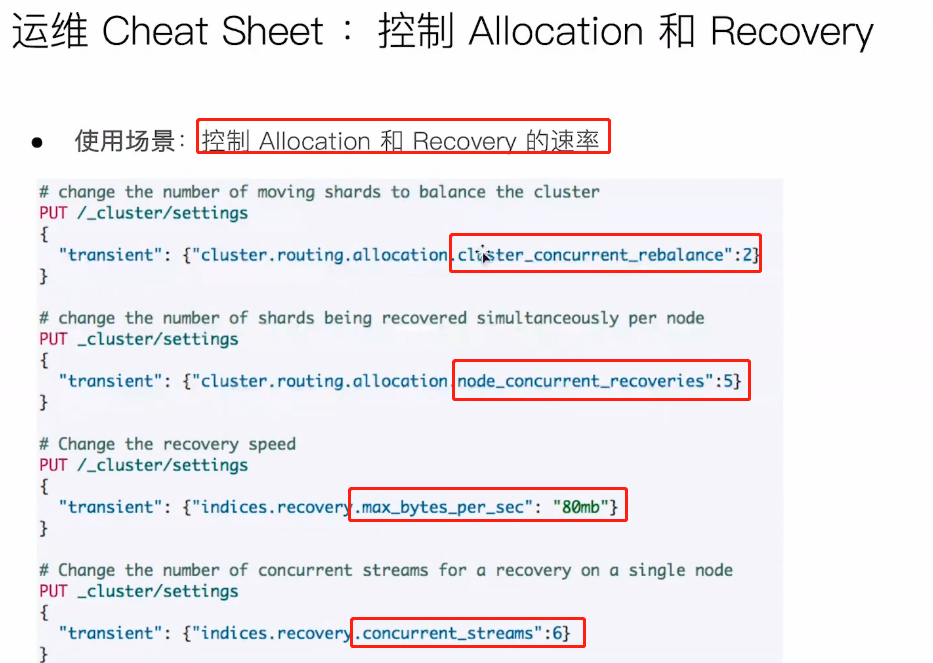 运维 Cheat Sheet ：控制 Allocation 和 Recovery
● 使用场景：控制 Allocation 和 Recovery 的速率
# change the number of moving shards to balance the cluster
PUT /_cluster/settings
{
  "transient": {"cluster.routing.allocation.cluster_concurrent_rebalance":2}
}
# change the number of shards being recovered simultanceously per node
PUT _cluster/settings
{
  "transient": {"cluster.routing.allocation.node_concurrent_recoveries":5}
}
# Change the recovery speed
PUT /_cluster/settings
{
  "transient": {"indices.recovery.max_bytes_per_sec": "80mb"}
}
# Change the number of concurrent streams for a recovery on a single node
PUT _cluster/settings
{
  "transient": {"indices.recovery.concurrent_streams":6}
}